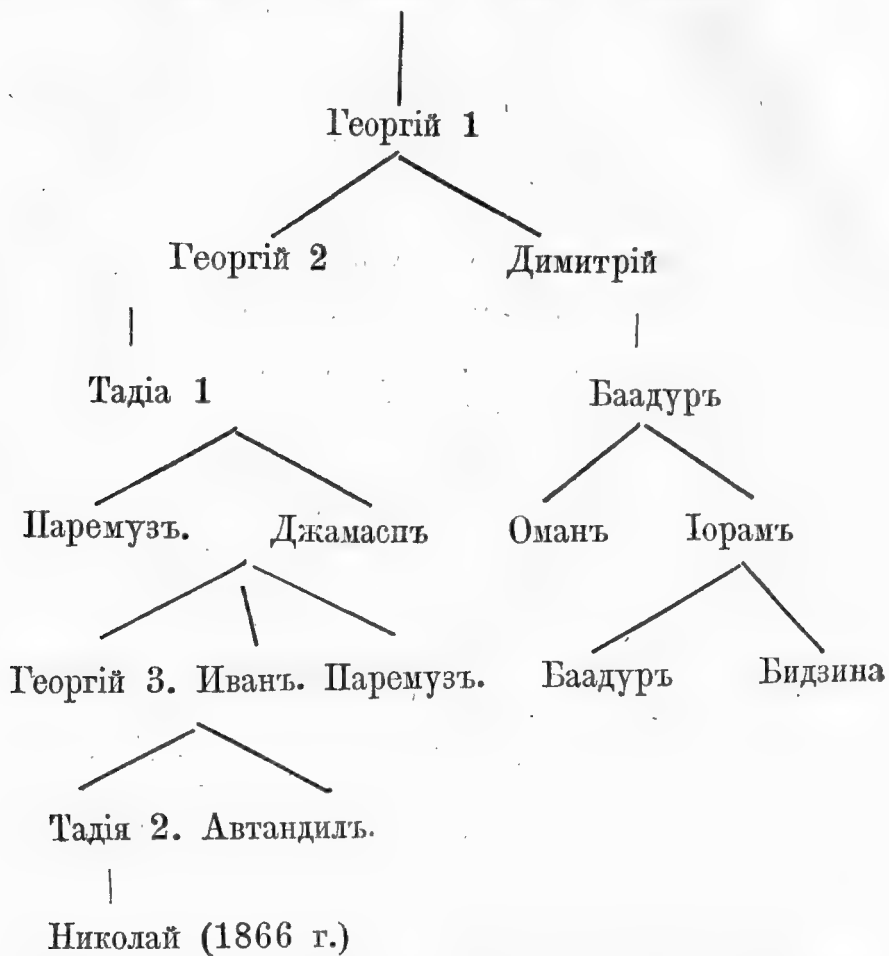 Георгій 1
Георгій 2 Димитрій
Тадіа 1 Баадуръ
Паремузъ. Джамаспъ Оманъ Іорамъ
Георгій 3. Иванъ. Паремузъ. Баадуръ Бидзина
Тадія 2. Автандилъ.
Николай (1866 г.)